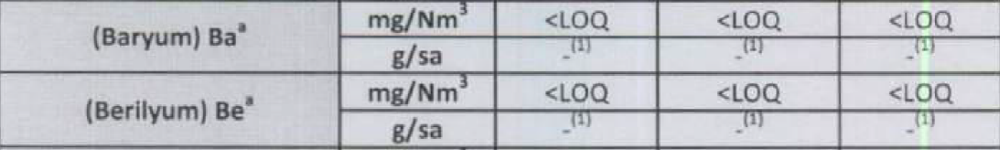 (Baryum) Baᵃ mg/Nm³ <LOQ <LOQ <LOQ
g/sa -⁽¹⁾ -⁽¹⁾ -⁽¹⁾
(Berilyum) Beᵃ mg/Nm³ <LOQ <LOQ <LOQ
g/sa -⁽¹⁾ -⁽¹⁾ -⁽¹⁾